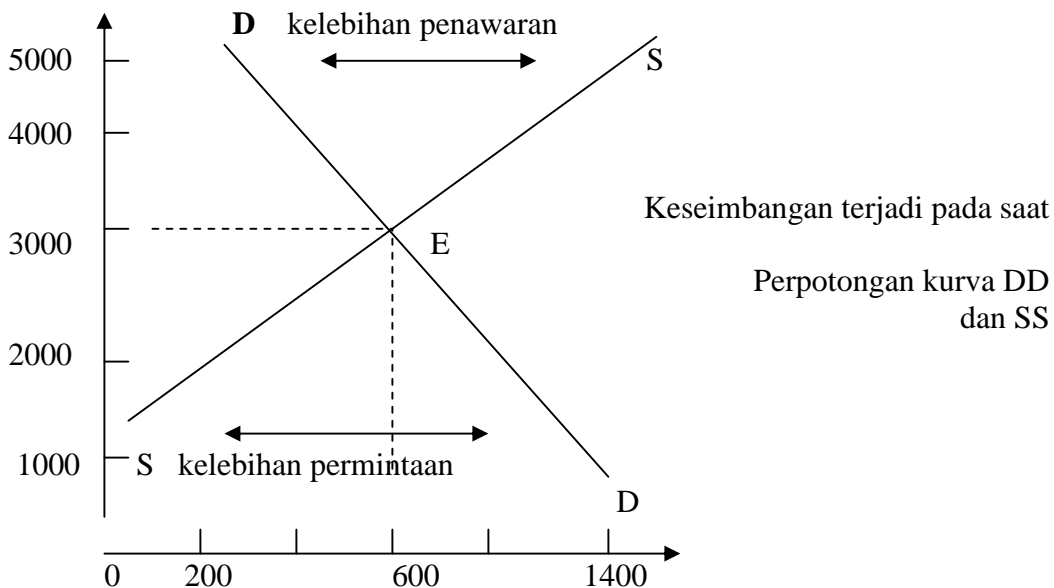 D kelebihan penawaran
5000
S
4000
Keseimbangan terjadi pada saat
3000
E
Perpotongan kurva DD
dan SS
2000
1000 S kelebihan permintaan
D
0 200 600 1400